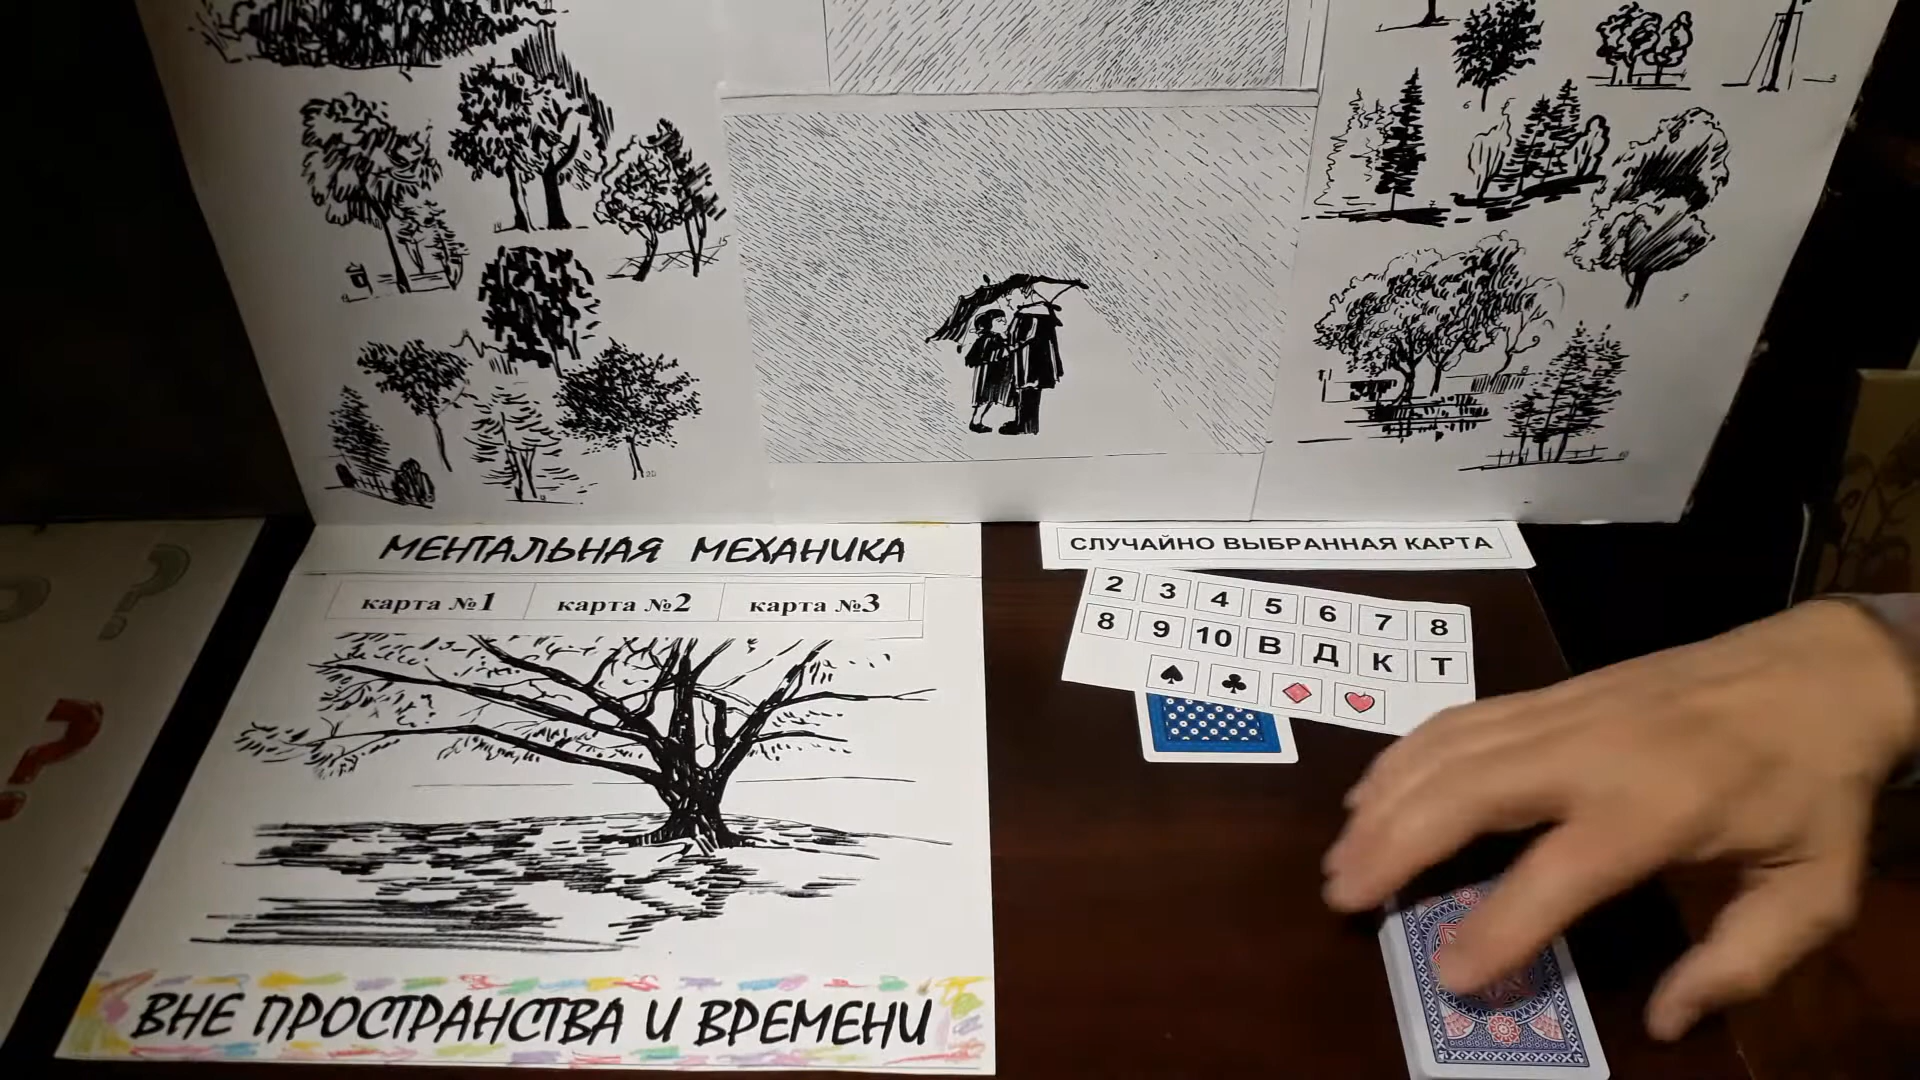 МЕНТАЛЬНАЯ МЕХАНИКА
карта №1 карта №2 карта №3
ВНЕ ПРОСТРАНСТВА И ВРЕМЕНИ
СЛУЧАЙНО ВЫБРАННАЯ КАРТА
2 3 4 5 6 7 8
8 9 10 В Д К Т
? ?